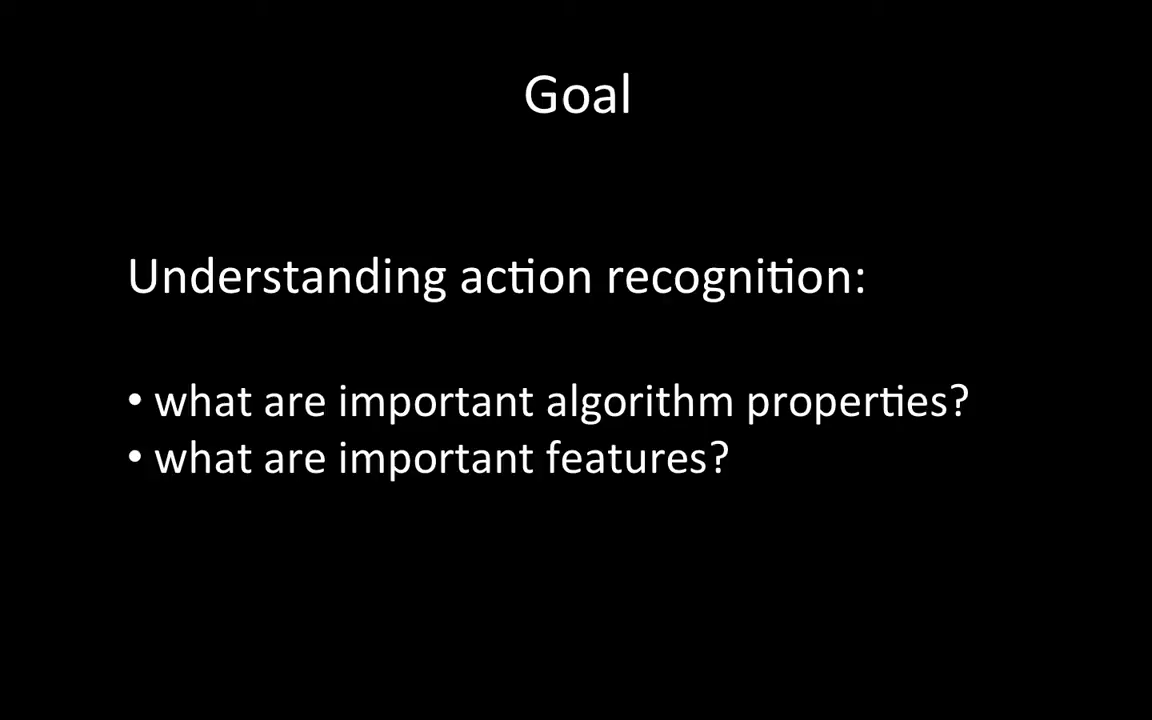 Goal
Understanding action recognition:
• what are important algorithm properties?
• what are important features?